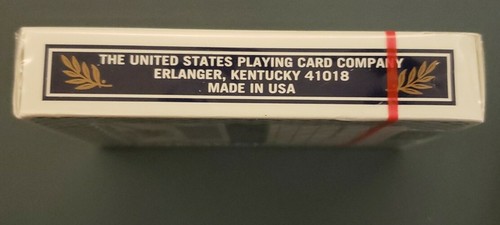 THE UNITED STATES PLAYING CARD COMPANY
ERLANGER, KENTUCKY 41018
MADE IN USA